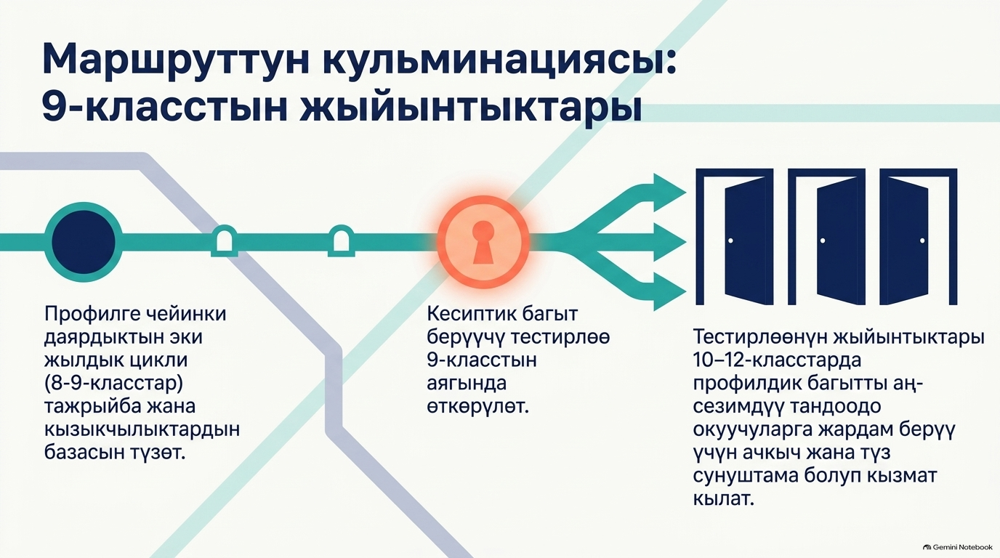 Маршруттун кульминациясы:
9-класстын жыйынтыктары
Профилге чейинки
даярдыктын эки
жылдык цикли
(8-9-класстар)
тажрыйба жана
кызыкчылыктардын
базасын түзөт.
Кесиптик багыт
берүүчү тестирлөө
9-класстын
аягында
өткөрүлөт.
Тестирлөөнүн жыйынтыктары
10–12-класстарда
профилдик багытты аң-
сезимдүү тандоодо
окуучуларга жардам берүү
үчүн ачкыч жана түз
сунуштама болуп кызмат
кылат.
Gemini Notebook